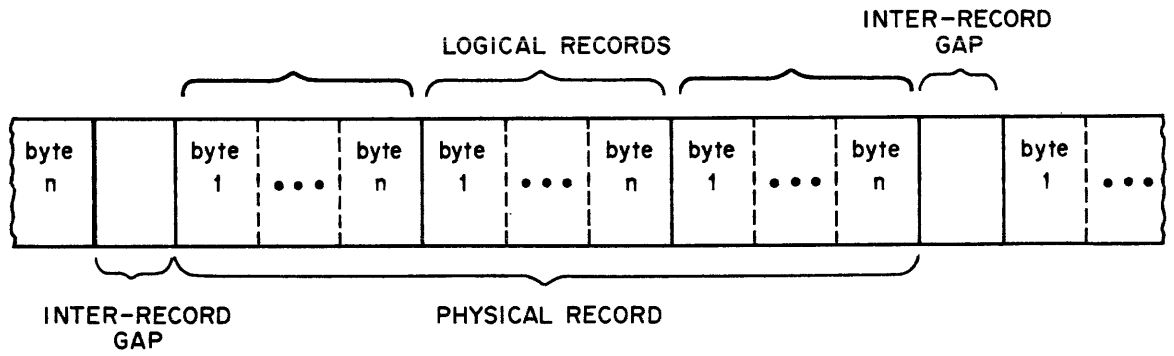 INTER-RECORD
GAP
LOGICAL RECORDS
byte byte byte byte byte byte byte byte
n 1 ••• n 1 ••• n 1 ••• n 1 •••
INTER-RECORD
GAP
PHYSICAL RECORD